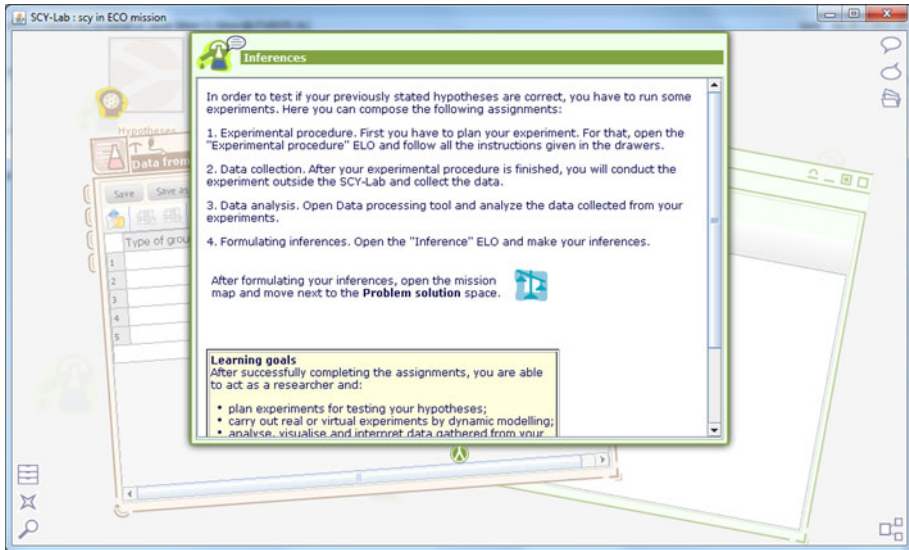 SCY-Lab : scy in ECO mission
Inferences
In order to test if your previously stated hypotheses are correct, you have to run some
experiments. Here you can compose the following assignments:
1. Experimental procedure. First you have to plan your experiment. For that, open the
"Experimental procedure" ELO and follow all the instructions given in the drawers.
2. Data collection. After your experimental procedure is finished, you will conduct the
experiment outside the SCY-Lab and collect the data.
3. Data analysis. Open Data processing tool and analyze the data collected from your
experiments.
4. Formulating inferences. Open the "Inference" ELO and make your inferences.
After formulating your inferences, open the mission
map and move next to the Problem solution space.
Learning goals
After successfully completing the assignments, you are able
to act as a researcher and:
• plan experiments for testing your hypotheses;
• carry out real or virtual experiments by dynamic modelling;
• analyse, visualise and interpret data gathered from your
Hypotheses
Data from
Save Save as
Type of grou
1
2
3
4
5